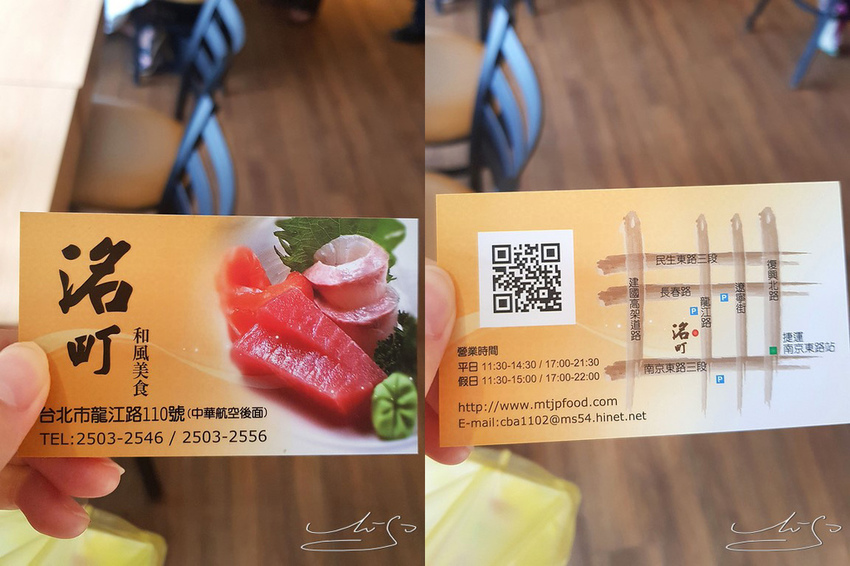 洺町
和風美食
台北市龍江路110號(中華航空後面)
TEL:2503-2546 / 2503-2556
民生東路三段
長春路
建國高架道路
龍江路
遼寧街
復興北路
P
P
P
洺町
捷運
南京東路站
南京東路三段
營業時間
平日 11:30-14:30 / 17:00-21:30
假日 11:30-15:00 / 17:00-22:00
http://www.mtjpfood.com
E-mail:cba1102@ms54.hinet.net